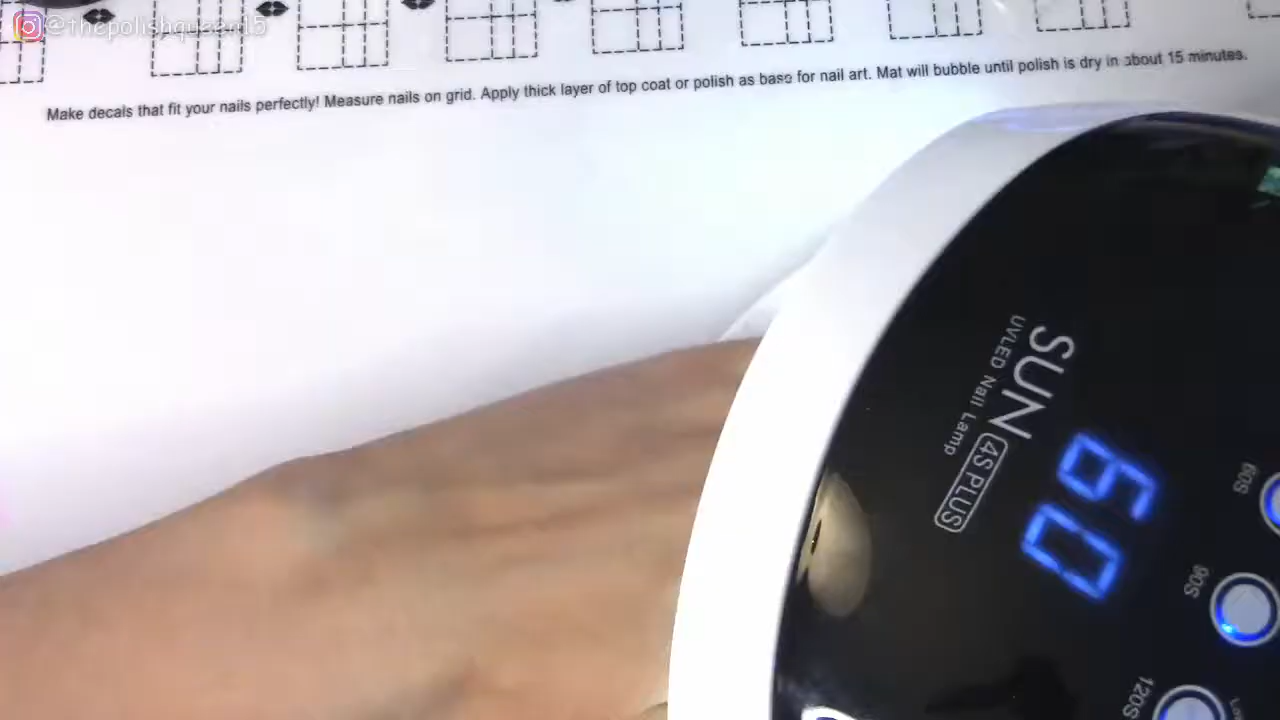 @thepolishqueen15
Make decals that fit your nails perfectly! Measure nails on grid. Apply thick layer of top coat or polish as base for nail art. Mat will bubble until polish is dry in about 15 minutes.
SUN
4S PLUS
UVLED Nail Lamp
60
60S
90S
120S